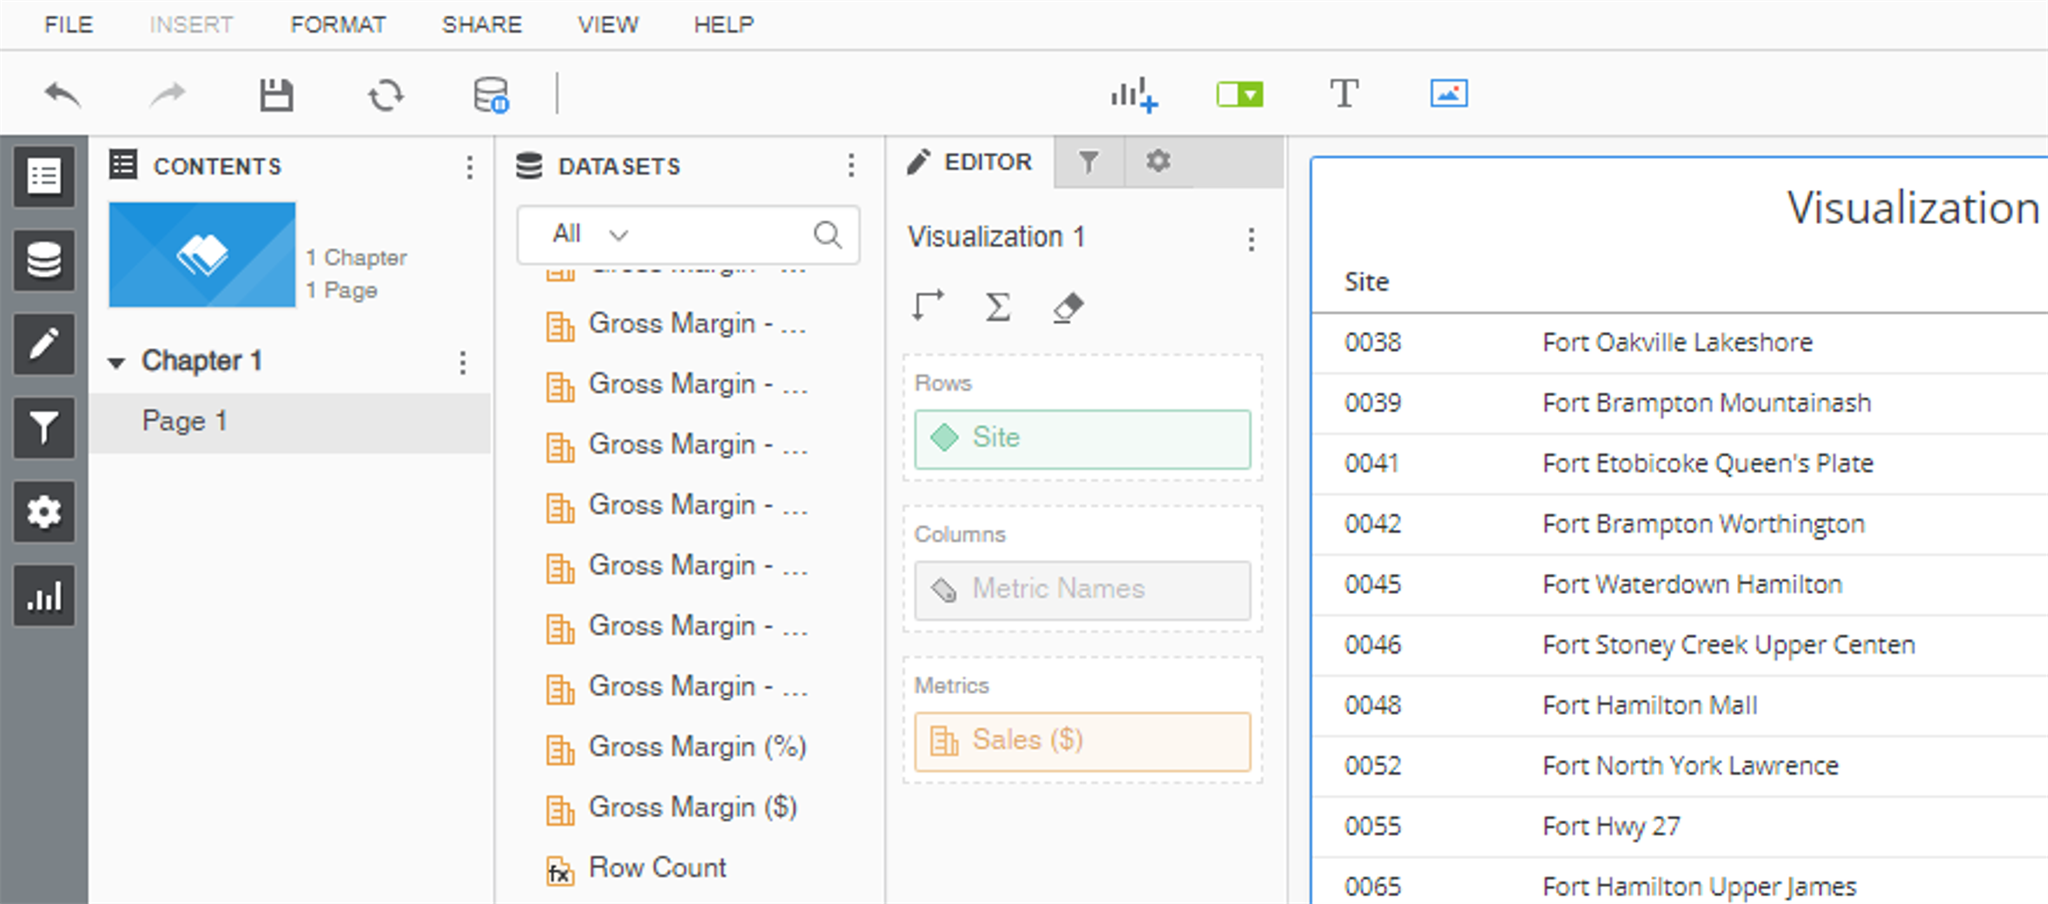 FILE INSERT FORMAT SHARE VIEW HELP
CONTENTS
1 Chapter
1 Page
Chapter 1
Page 1
DATASETS
All
Gross Margin - ...
Gross Margin - ...
Gross Margin - ...
Gross Margin - ...
Gross Margin - ...
Gross Margin - ...
Gross Margin - ...
Gross Margin - ...
Gross Margin (%)
Gross Margin ($)
fx Row Count
EDITOR
Visualization 1
Rows
Site
Columns
Metric Names
Metrics
Sales ($)
Visualization
Site
0038 Fort Oakville Lakeshore
0039 Fort Brampton Mountainash
0041 Fort Etobicoke Queen's Plate
0042 Fort Brampton Worthington
0045 Fort Waterdown Hamilton
0046 Fort Stoney Creek Upper Centen
0048 Fort Hamilton Mall
0052 Fort North York Lawrence
0055 Fort Hwy 27
0065 Fort Hamilton Upper James